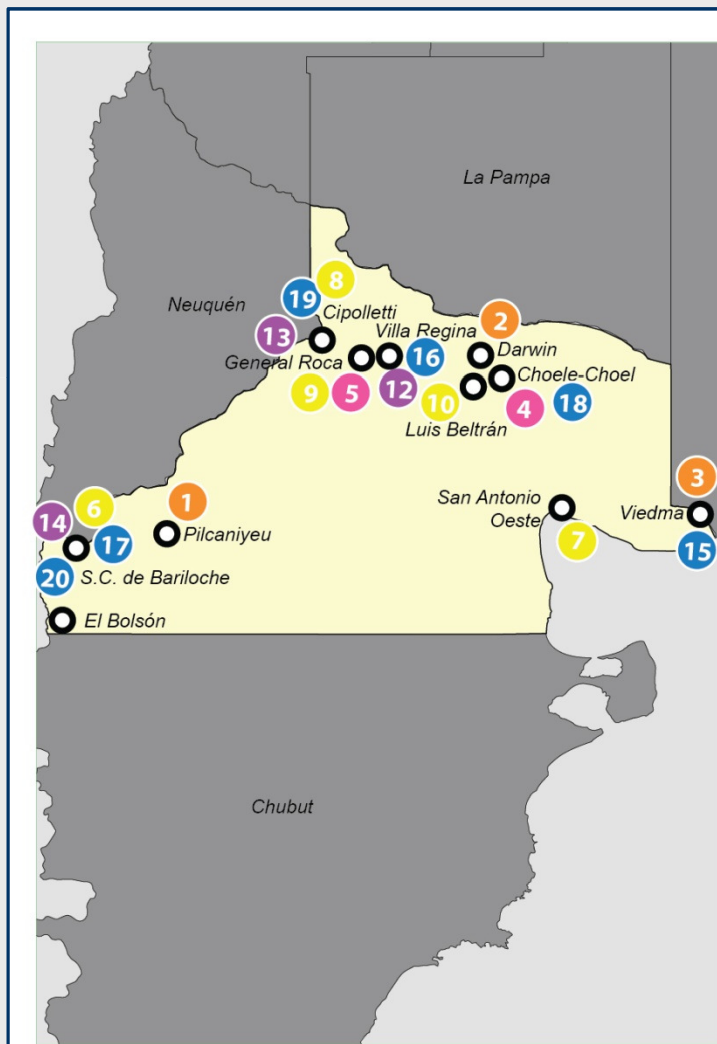 La Pampa
Neuquén
8
19
Cipolletti
2
13
Villa Regina
16
Darwin
General Roca
Choele-Choel
9
5
12
10
4
18
Luis Beltrán
3
1
San Antonio
Oeste
Viedma
6
14
Pilcaniyeu
17
7
15
20
S.C. de Bariloche
El Bolsón
Chubut